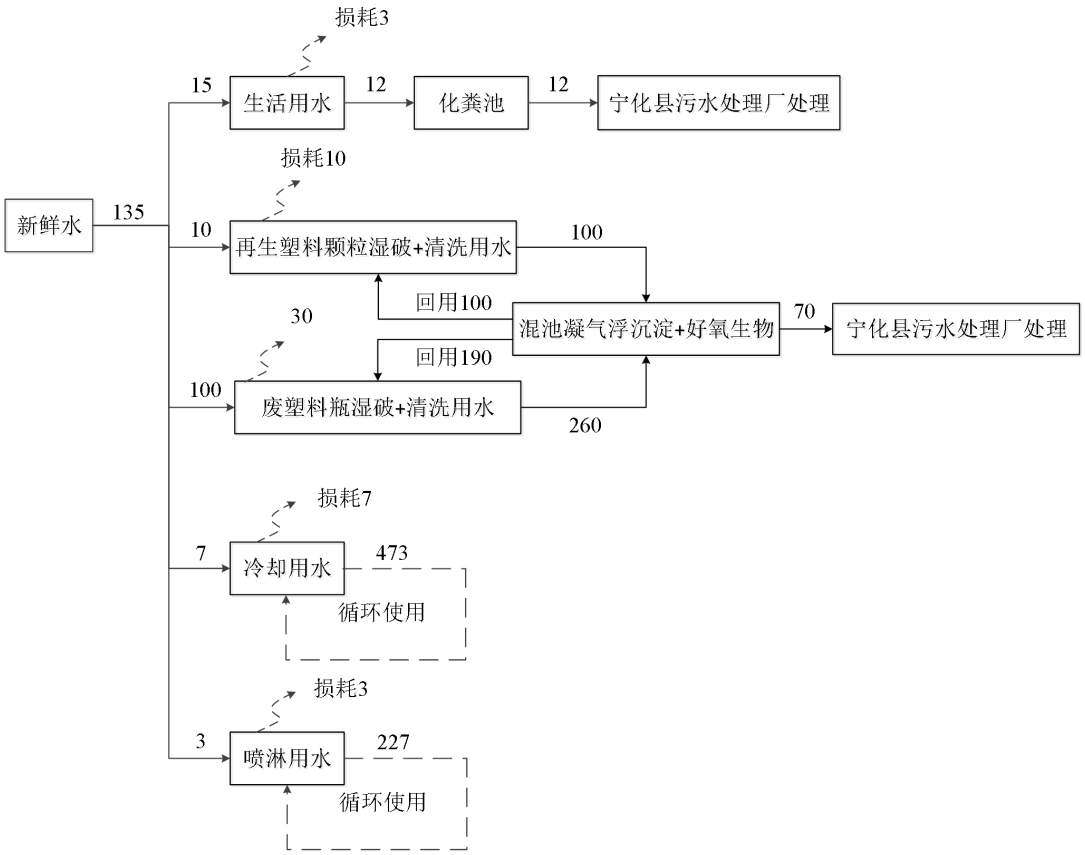 损耗3
15
生活用水
12
化粪池
12
宁化县污水处理厂处理
损耗10
新鲜水
135
10
再生塑料颗粒湿破+清洗用水
100
回用100
30
混池凝气浮沉淀+好氧生物
70
宁化县污水处理厂处理
回用190
100
废塑料瓶湿破+清洗用水
260
损耗7
7
冷却用水
473
循环使用
损耗3
3
喷淋用水
227
循环使用